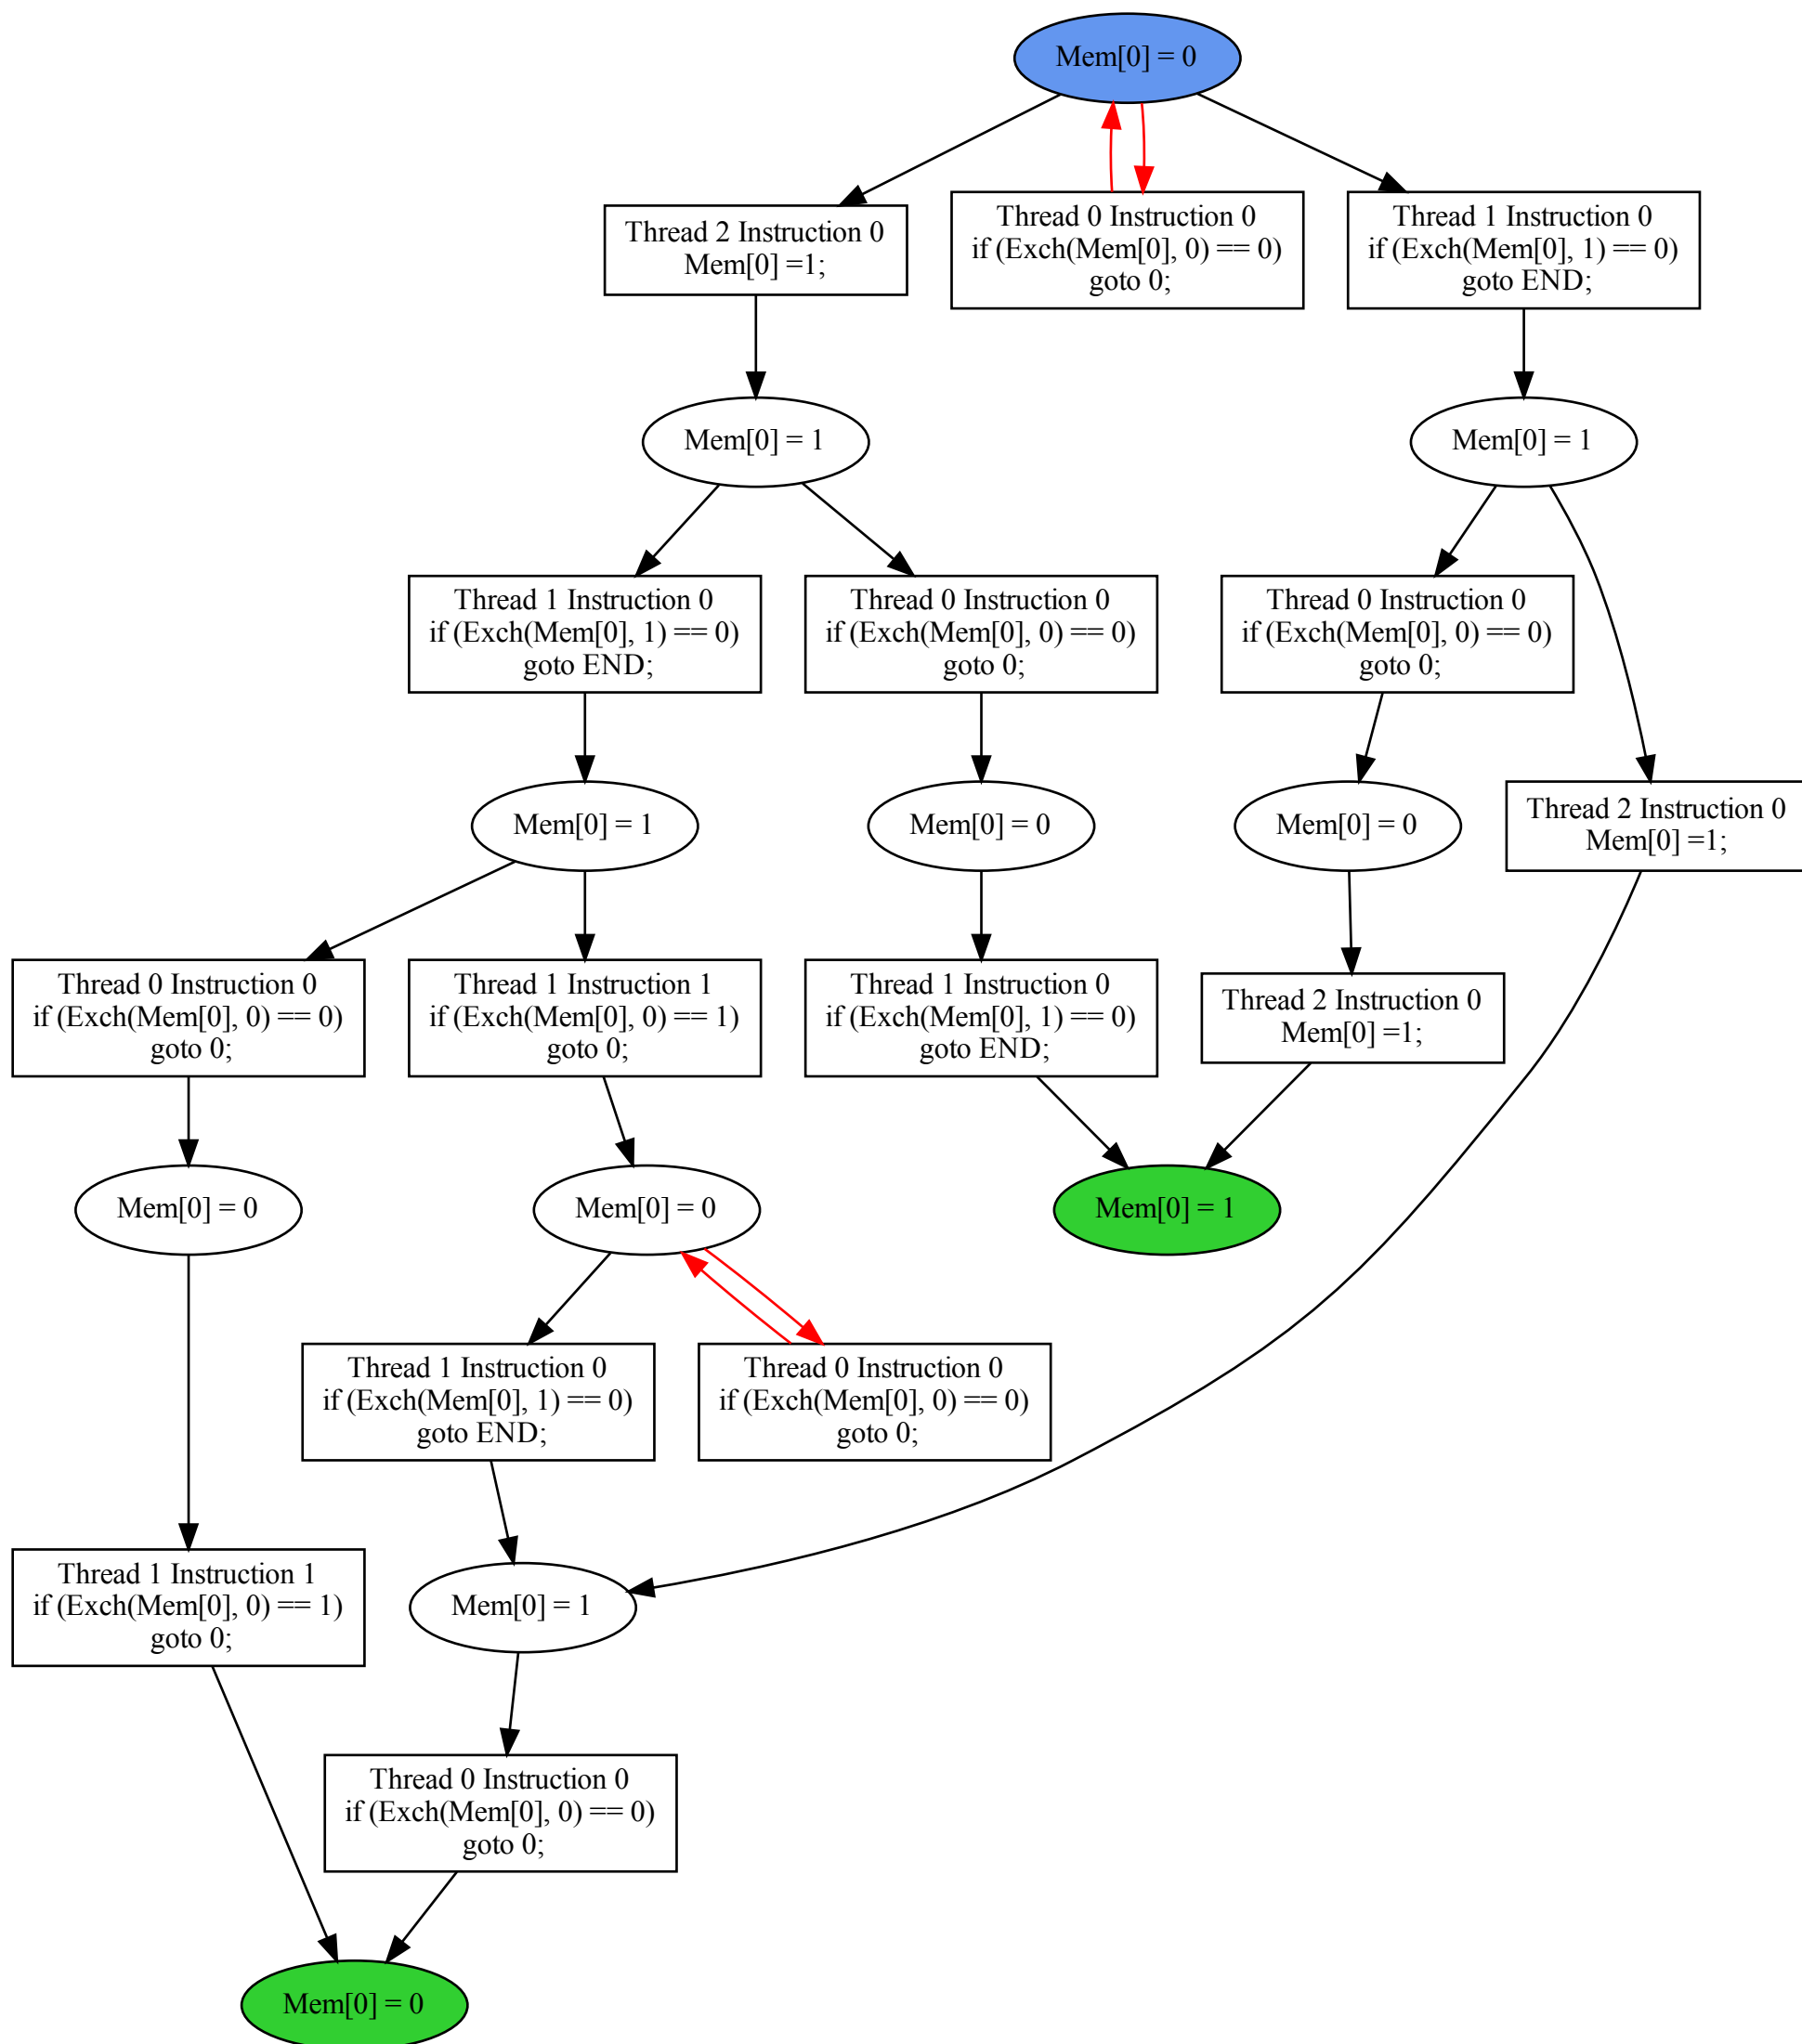 Mem[0] = 0
Thread 2 Instruction 0
Mem[0] =1;
Thread 0 Instruction 0
if (Exch(Mem[0], 0) == 0)
goto 0;
Thread 1 Instruction 0
if (Exch(Mem[0], 1) == 0)
goto END;
Mem[0] = 1
Mem[0] = 1
Thread 1 Instruction 0
if (Exch(Mem[0], 1) == 0)
goto END;
Thread 0 Instruction 0
if (Exch(Mem[0], 0) == 0)
goto 0;
Thread 0 Instruction 0
if (Exch(Mem[0], 0) == 0)
goto 0;
Mem[0] = 1
Mem[0] = 0
Mem[0] = 0
Thread 2 Instruction 0
Mem[0] =1;
Thread 0 Instruction 0
if (Exch(Mem[0], 0) == 0)
goto 0;
Thread 1 Instruction 1
if (Exch(Mem[0], 0) == 1)
goto 0;
Thread 1 Instruction 0
if (Exch(Mem[0], 1) == 0)
goto END;
Thread 2 Instruction 0
Mem[0] =1;
Mem[0] = 0
Mem[0] = 0
Mem[0] = 1
Thread 1 Instruction 0
if (Exch(Mem[0], 1) == 0)
goto END;
Thread 0 Instruction 0
if (Exch(Mem[0], 0) == 0)
goto 0;
Thread 1 Instruction 1
if (Exch(Mem[0], 0) == 1)
goto 0;
Mem[0] = 1
Thread 0 Instruction 0
if (Exch(Mem[0], 0) == 0)
goto 0;
Mem[0] = 0